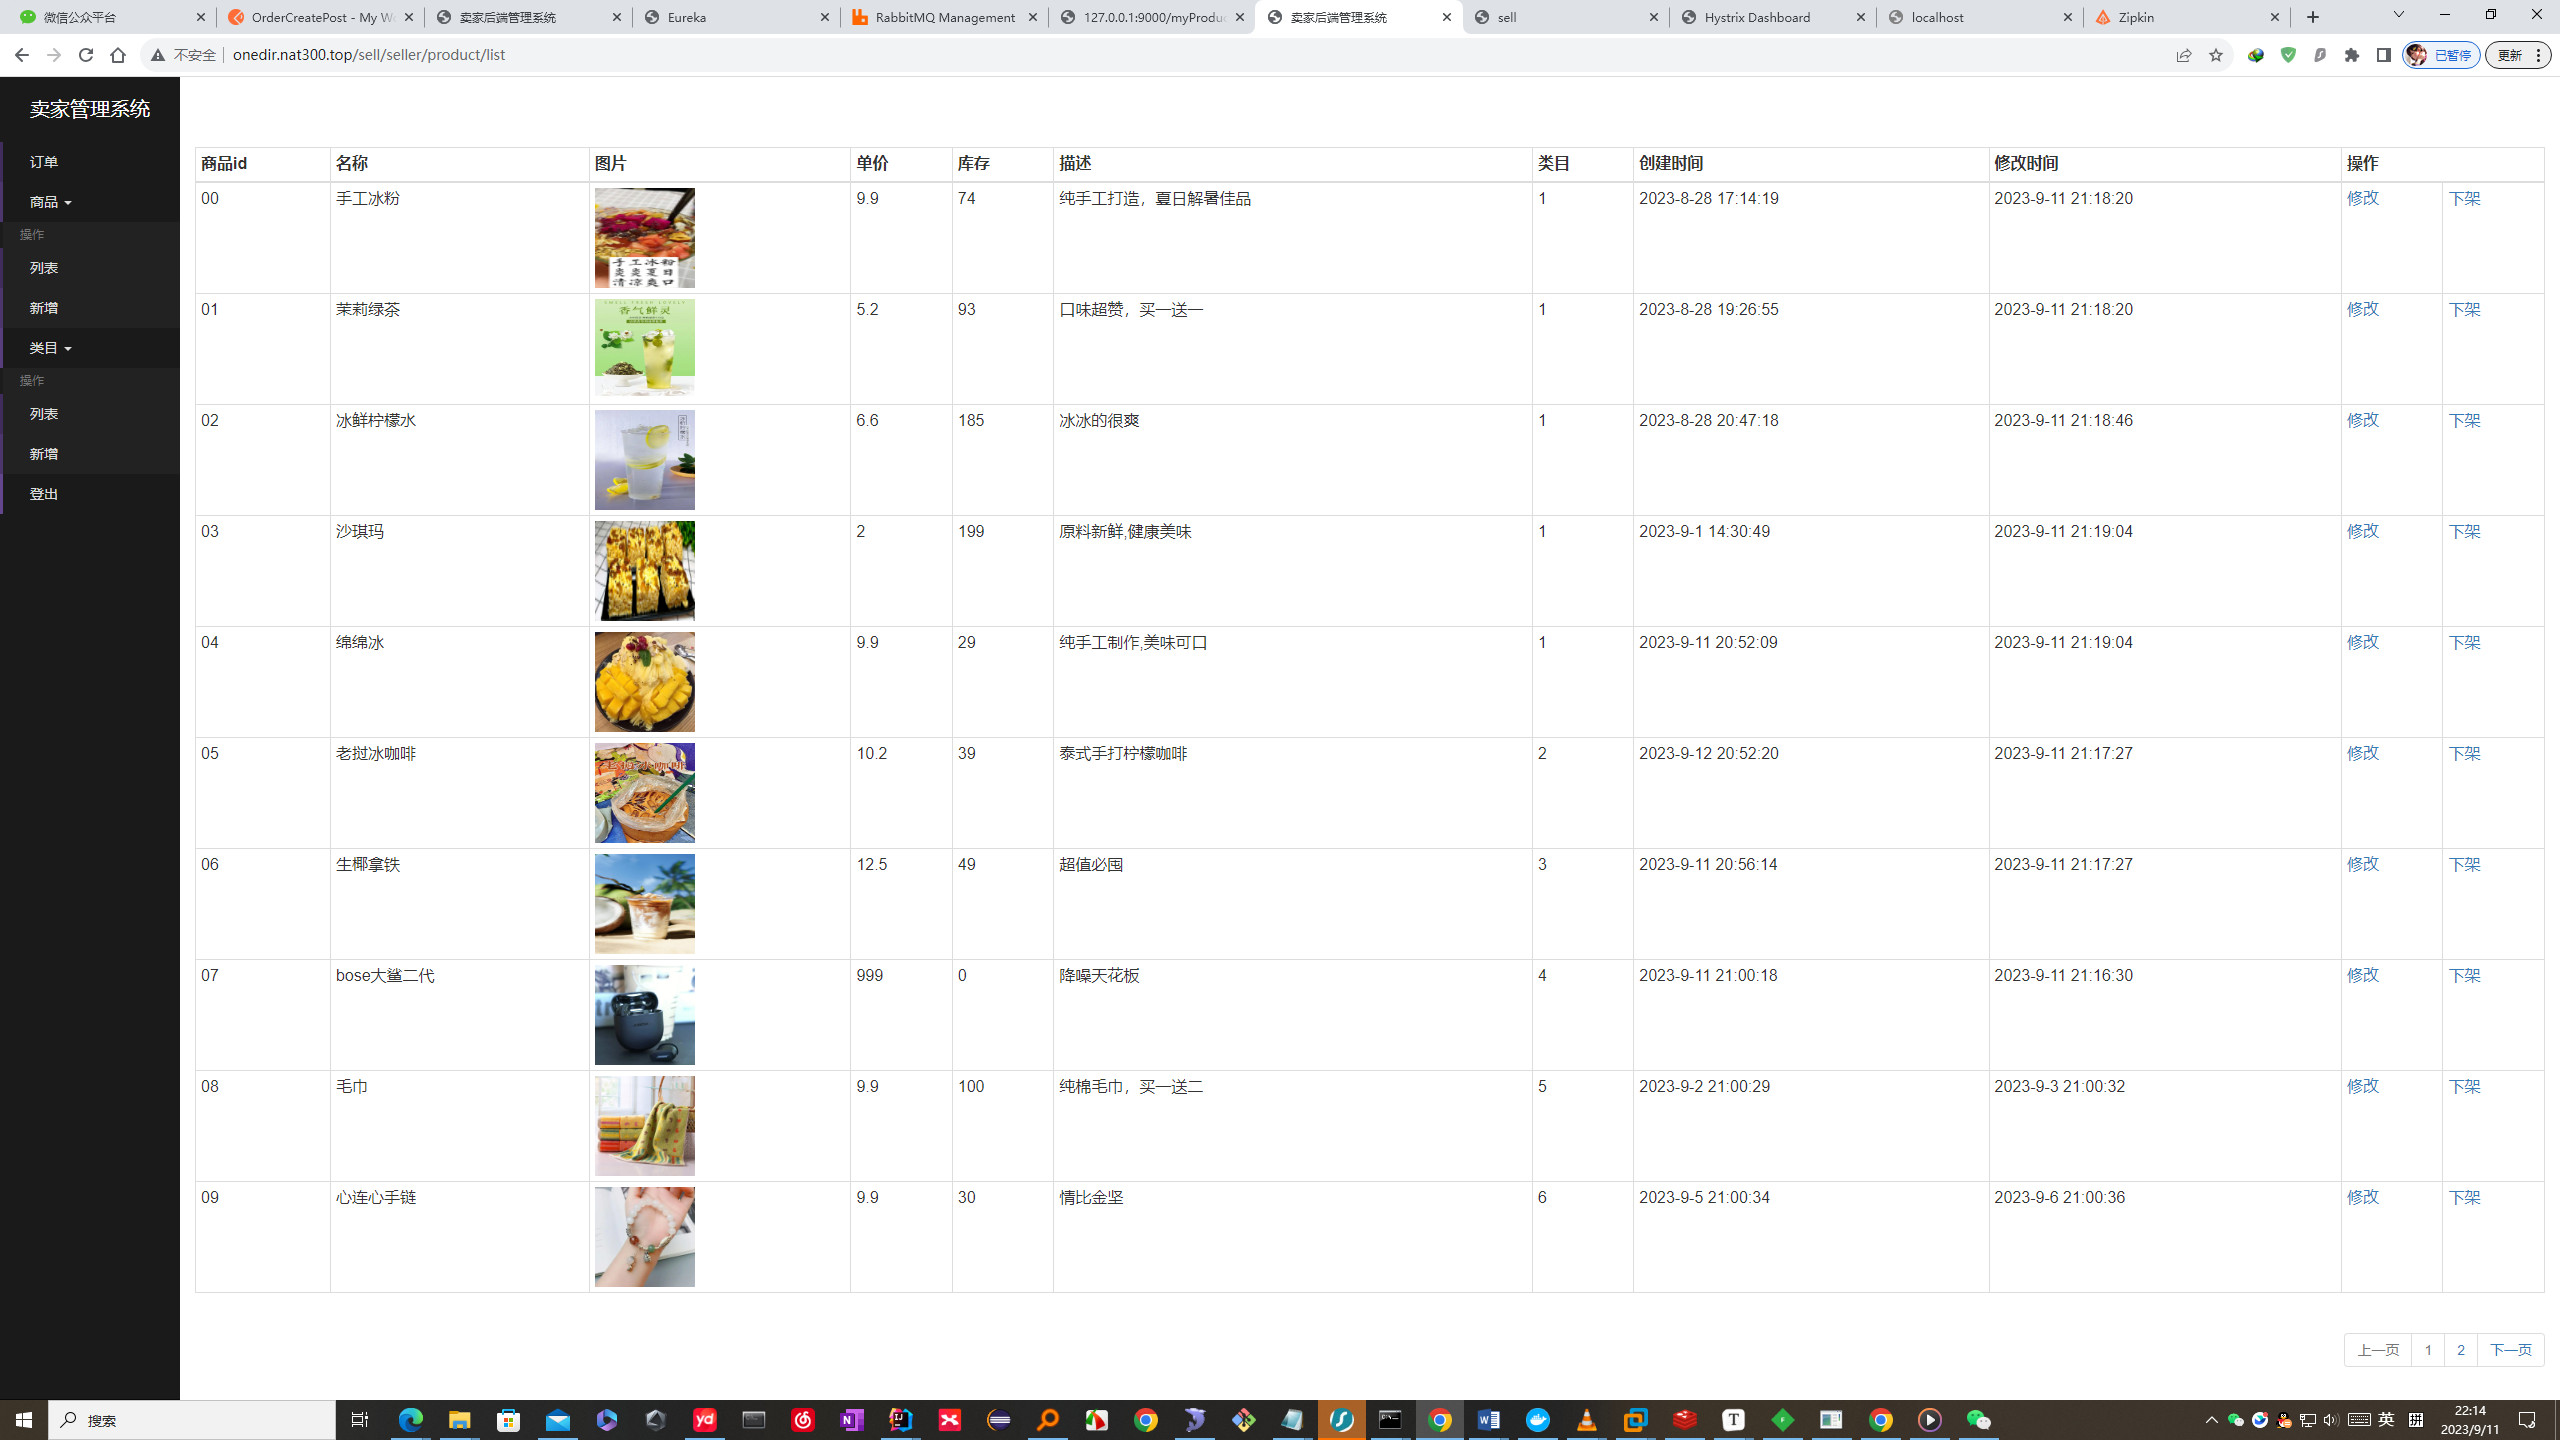 微信公众平台
OrderCreatePost - My W
卖家后端管理系统
Eureka
RabbitMQ Management
127.0.0.1:9000/myProdu
卖家后端管理系统
sell
Hystrix Dashboard
localhost
Zipkin
不安全
onedir.nat300.top/sell/seller/product/list
已暂停
更新
卖家管理系统
订单
商品
操作
列表
新增
类目
操作
列表
新增
登出
商品id 名称 图片 单价 库存 描述 类目 创建时间 修改时间 操作
00 手工冰粉 9.9 74 纯手工打造，夏日解暑佳品 1 2023-8-28 17:14:19 2023-9-11 21:18:20 修改 下架
手工冰粉
炎炎夏日
清凉爽口
01 茉莉绿茶 5.2 93 口味超赞，买一送一 1 2023-8-28 19:26:55 2023-9-11 21:18:20 修改 下架
香气鲜灵
02 冰鲜柠檬水 6.6 185 冰冰的很爽 1 2023-8-28 20:47:18 2023-9-11 21:18:46 修改 下架
03 沙琪玛 2 199 原料新鲜,健康美味 1 2023-9-1 14:30:49 2023-9-11 21:19:04 修改 下架
04 绵绵冰 9.9 29 纯手工制作,美味可口 1 2023-9-11 20:52:09 2023-9-11 21:19:04 修改 下架
05 老挝冰咖啡 10.2 39 泰式手打柠檬咖啡 2 2023-9-12 20:52:20 2023-9-11 21:17:27 修改 下架
06 生椰拿铁 12.5 49 超值必囤 3 2023-9-11 20:56:14 2023-9-11 21:17:27 修改 下架
07 bose大鲨二代 999 0 降噪天花板 4 2023-9-11 21:00:18 2023-9-11 21:16:30 修改 下架
08 毛巾 9.9 100 纯棉毛巾，买一送二 5 2023-9-2 21:00:29 2023-9-3 21:00:32 修改 下架
09 心连心手链 9.9 30 情比金坚 6 2023-9-5 21:00:34 2023-9-6 21:00:36 修改 下架
上一页 1 2 下一页
搜索
yd
英
拼
22:14
2023/9/11